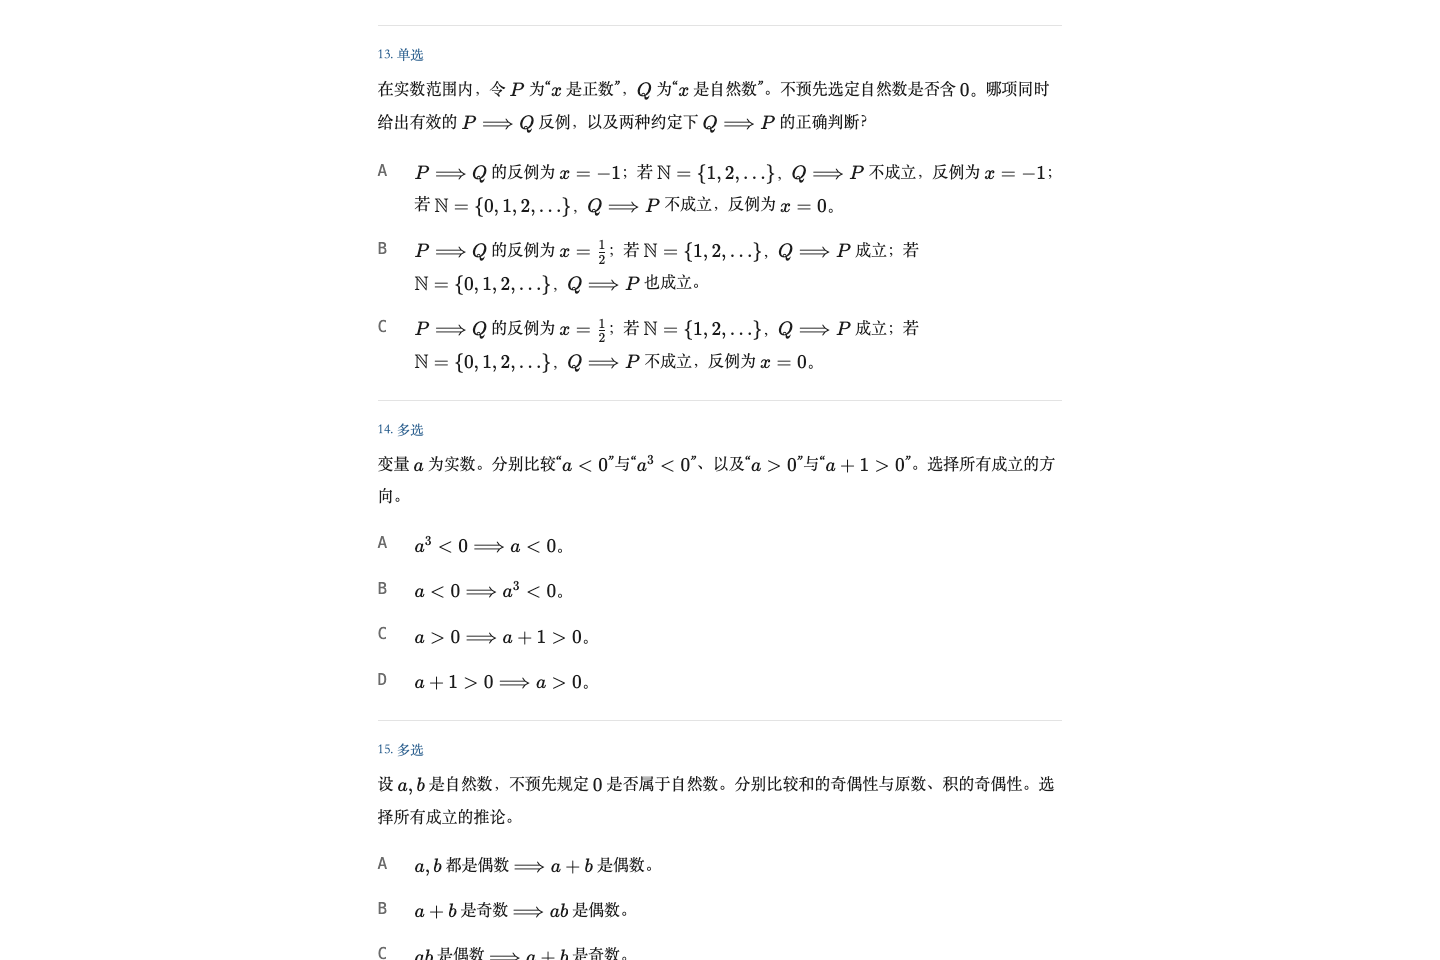 13. 单选
在实数范围内，令 P 为“x 是正数”，Q 为“x 是自然数”。不预先选定自然数是否含 0。哪项同时
给出有效的 P ⟹ Q 反例，以及两种约定下 Q ⟹ P 的正确判断？
A P ⟹ Q 的反例为 x = −1；若 ℕ = {1, 2, …}，Q ⟹ P 不成立，反例为 x = −1；
若 ℕ = {0, 1, 2, …}，Q ⟹ P 不成立，反例为 x = 0。
B P ⟹ Q 的反例为 x = 1/2；若 ℕ = {1, 2, …}，Q ⟹ P 成立；若
ℕ = {0, 1, 2, …}，Q ⟹ P 也成立。
C P ⟹ Q 的反例为 x = 1/2；若 ℕ = {1, 2, …}，Q ⟹ P 成立；若
ℕ = {0, 1, 2, …}，Q ⟹ P 不成立，反例为 x = 0。
14. 多选
变量 a 为实数。分别比较“a < 0”与“a³ < 0”、以及“a > 0”与“a + 1 > 0”。选择所有成立的方
向。
A a³ < 0 ⟹ a < 0。
B a < 0 ⟹ a³ < 0。
C a > 0 ⟹ a + 1 > 0。
D a + 1 > 0 ⟹ a > 0。
15. 多选
设 a, b 是自然数，不预先规定 0 是否属于自然数。分别比较和的奇偶性与原数、积的奇偶性。选
择所有成立的推论。
A a, b 都是偶数 ⟹ a + b 是偶数。
B a + b 是奇数 ⟹ ab 是偶数。
C ab 是偶数 ⟹ a + b 是奇数。